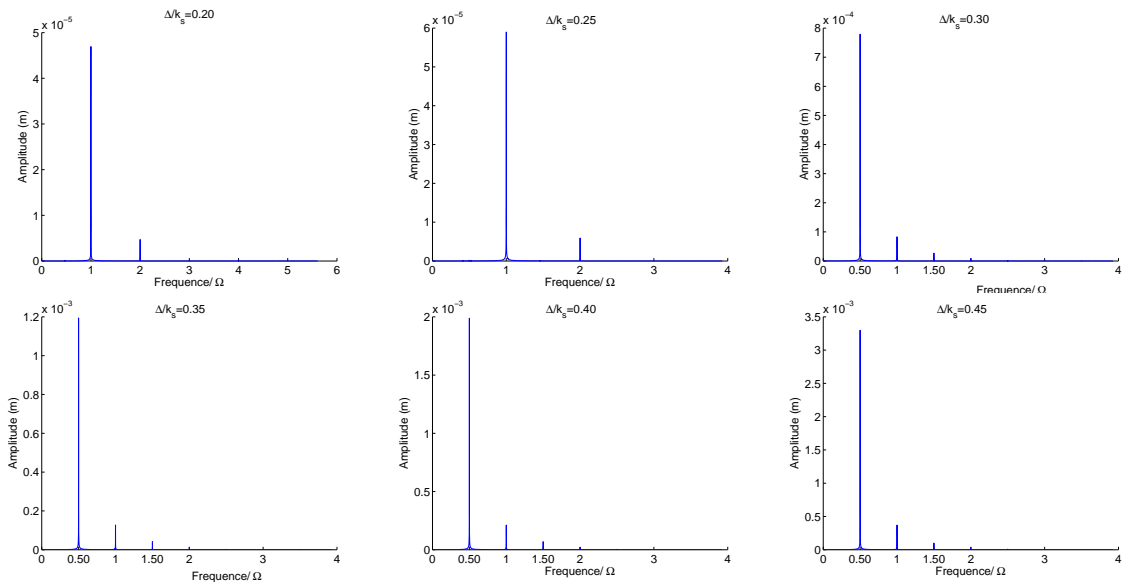 Δ/kₛ=0.20
x 10⁻⁵
5
4
3
2
1
0
Amplitude (m)
0 1 2 3 4 5 6
Frequence/ Ω
Δ/kₛ=0.25
x 10⁻⁵
6
5
4
3
2
1
0
Amplitude (m)
0 1 2 3 4
Frequence/ Ω
Δ/kₛ=0.30
x 10⁻⁴
8
7
6
5
4
3
2
1
0
Amplitude (m)
0 0.50 1 1.50 2 3 4
Frequence/ Ω
Δ/kₛ=0.35
x 10⁻³
1.2
1
0.8
0.6
0.4
0.2
0
Amplitude (m)
0 0.50 1 1.50 2 3 4
Frequence/ Ω
Δ/kₛ=0.40
x 10⁻³
2
1.5
1
0.5
0
Amplitude (m)
0 0.50 1 1.50 2 3 4
Frequence/ Ω
Δ/kₛ=0.45
x 10⁻³
3.5
3
2.5
2
1.5
1
0.5
0
Amplitude (m)
0 0.50 1 1.50 2 3 4
Frequence/ Ω